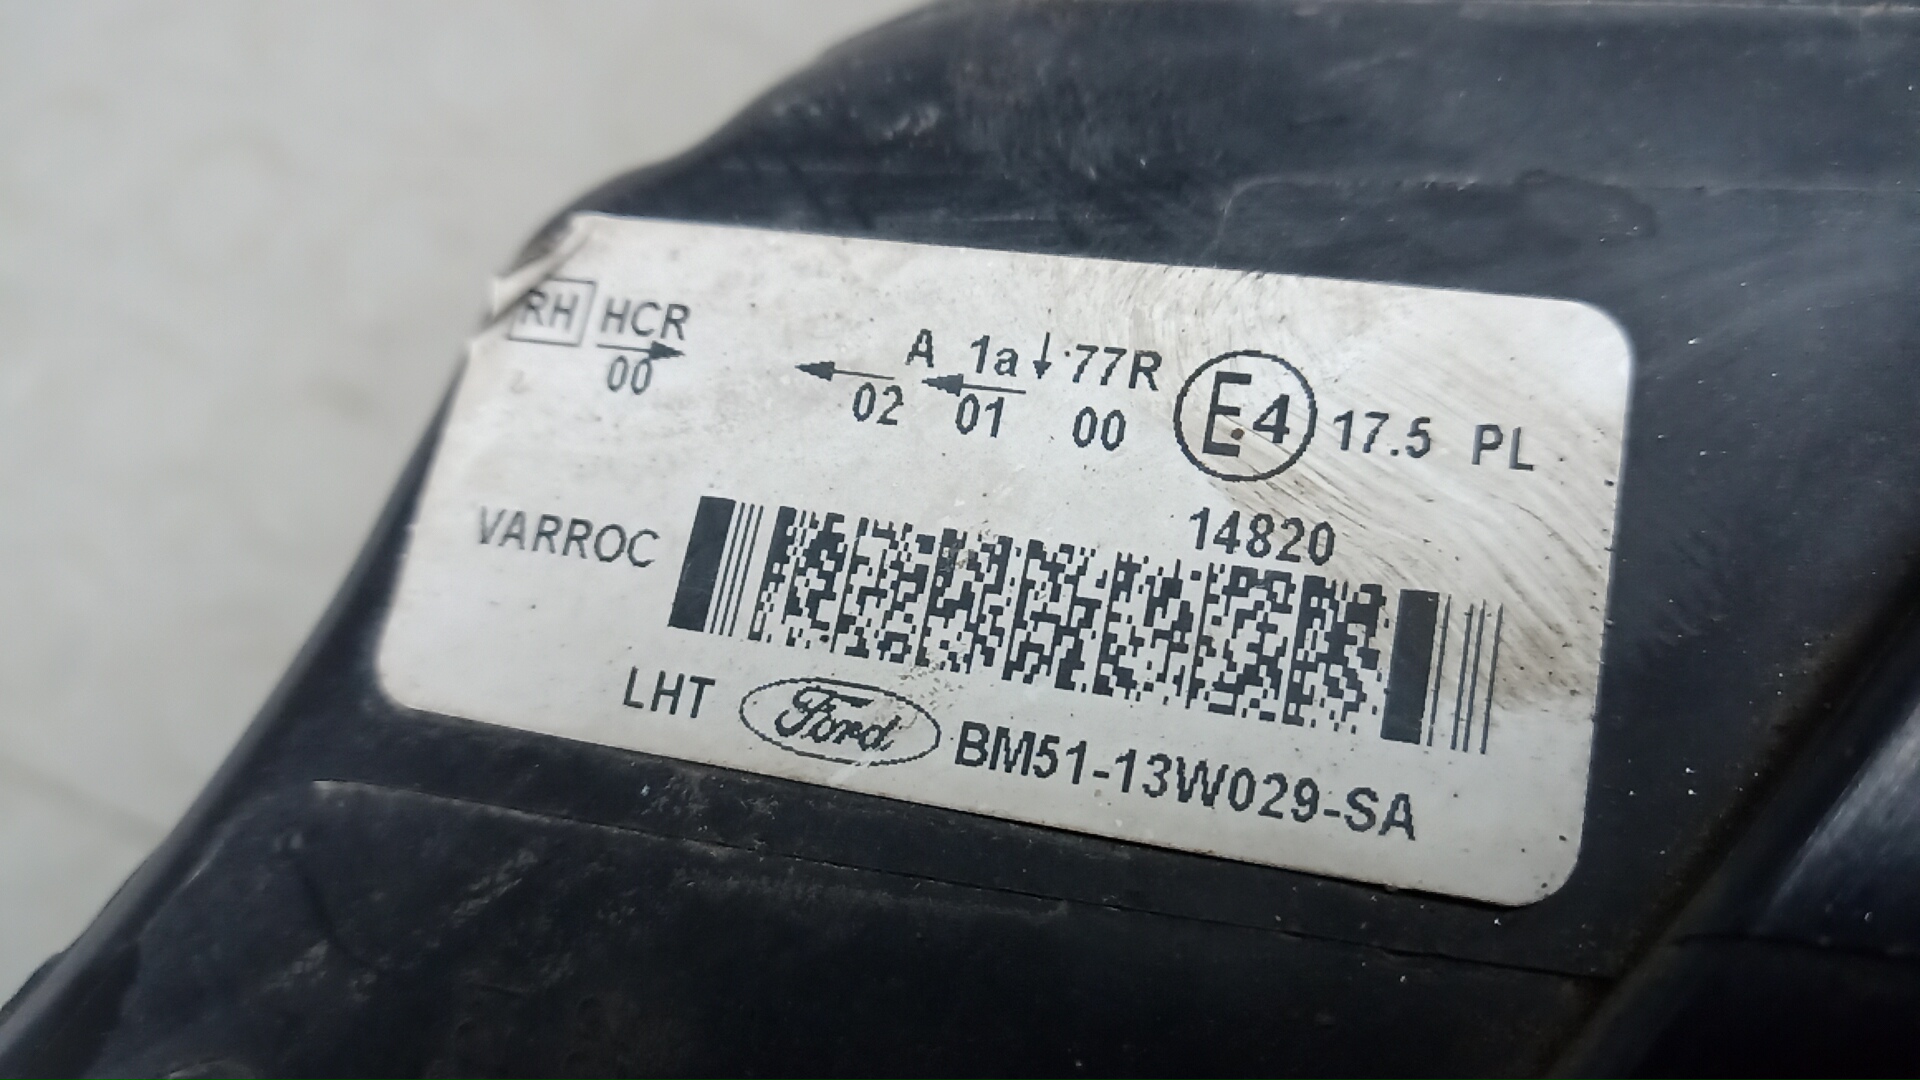 RH HCR A 1a ↓ 77R
00 ← 02 ← 01 00 E4 17.5 PL
14820
VARROC
LHT Ford BM51-13W029-SA